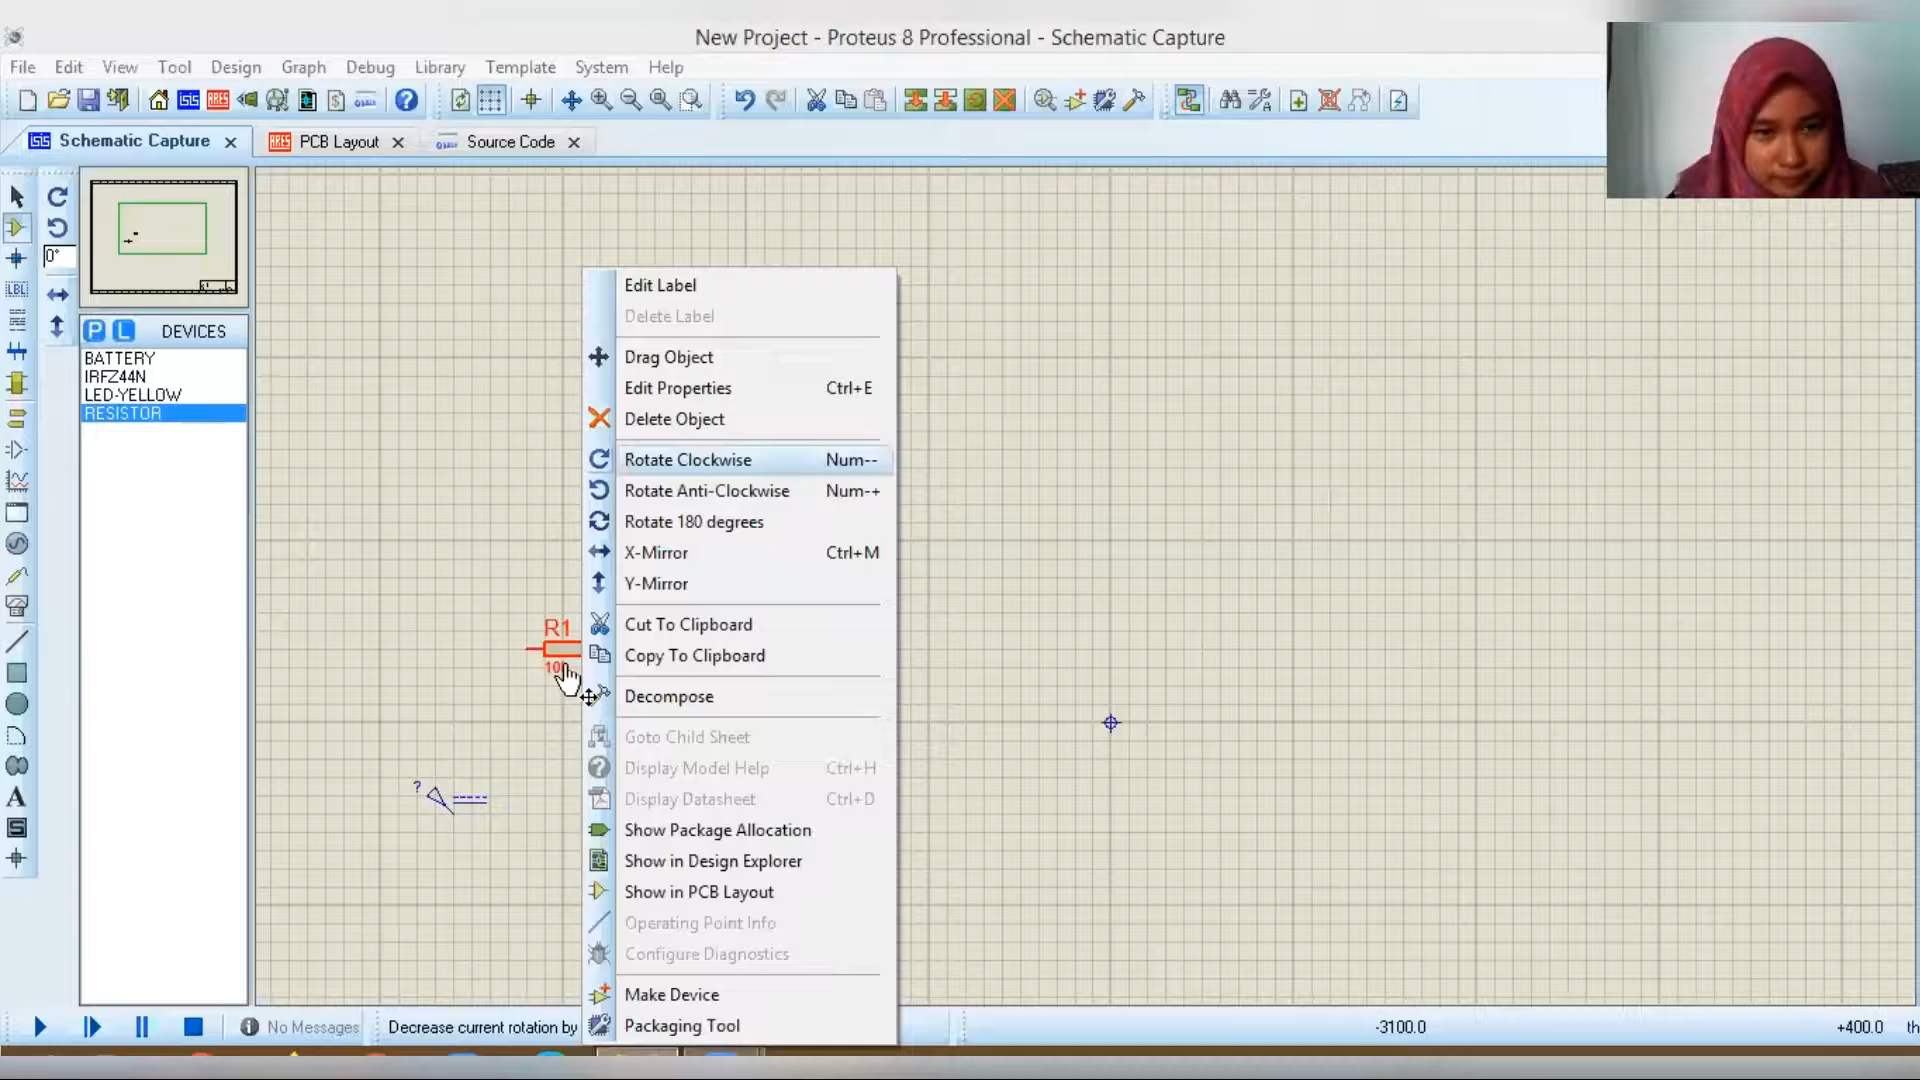 New Project - Proteus 8 Professional - Schematic Capture
File Edit View Tool Design Graph Debug Library Template System Help
Schematic Capture PCB Layout Source Code
0°
P L DEVICES
BATTERY
IRFZ44N
LED-YELLOW
RESISTOR
LBL
A
S
Edit Label
Delete Label
Drag Object
Edit Properties Ctrl+E
Delete Object
Rotate Clockwise Num--
Rotate Anti-Clockwise Num-+
Rotate 180 degrees
X-Mirror Ctrl+M
Y-Mirror
Cut To Clipboard
Copy To Clipboard
Decompose
Goto Child Sheet
Display Model Help Ctrl+H
Display Datasheet Ctrl+D
Show Package Allocation
Show in Design Explorer
Show in PCB Layout
Operating Point Info
Configure Diagnostics
Make Device
Packaging Tool
R1
?
No Messages Decrease current rotation by -3100.0 +400.0 th